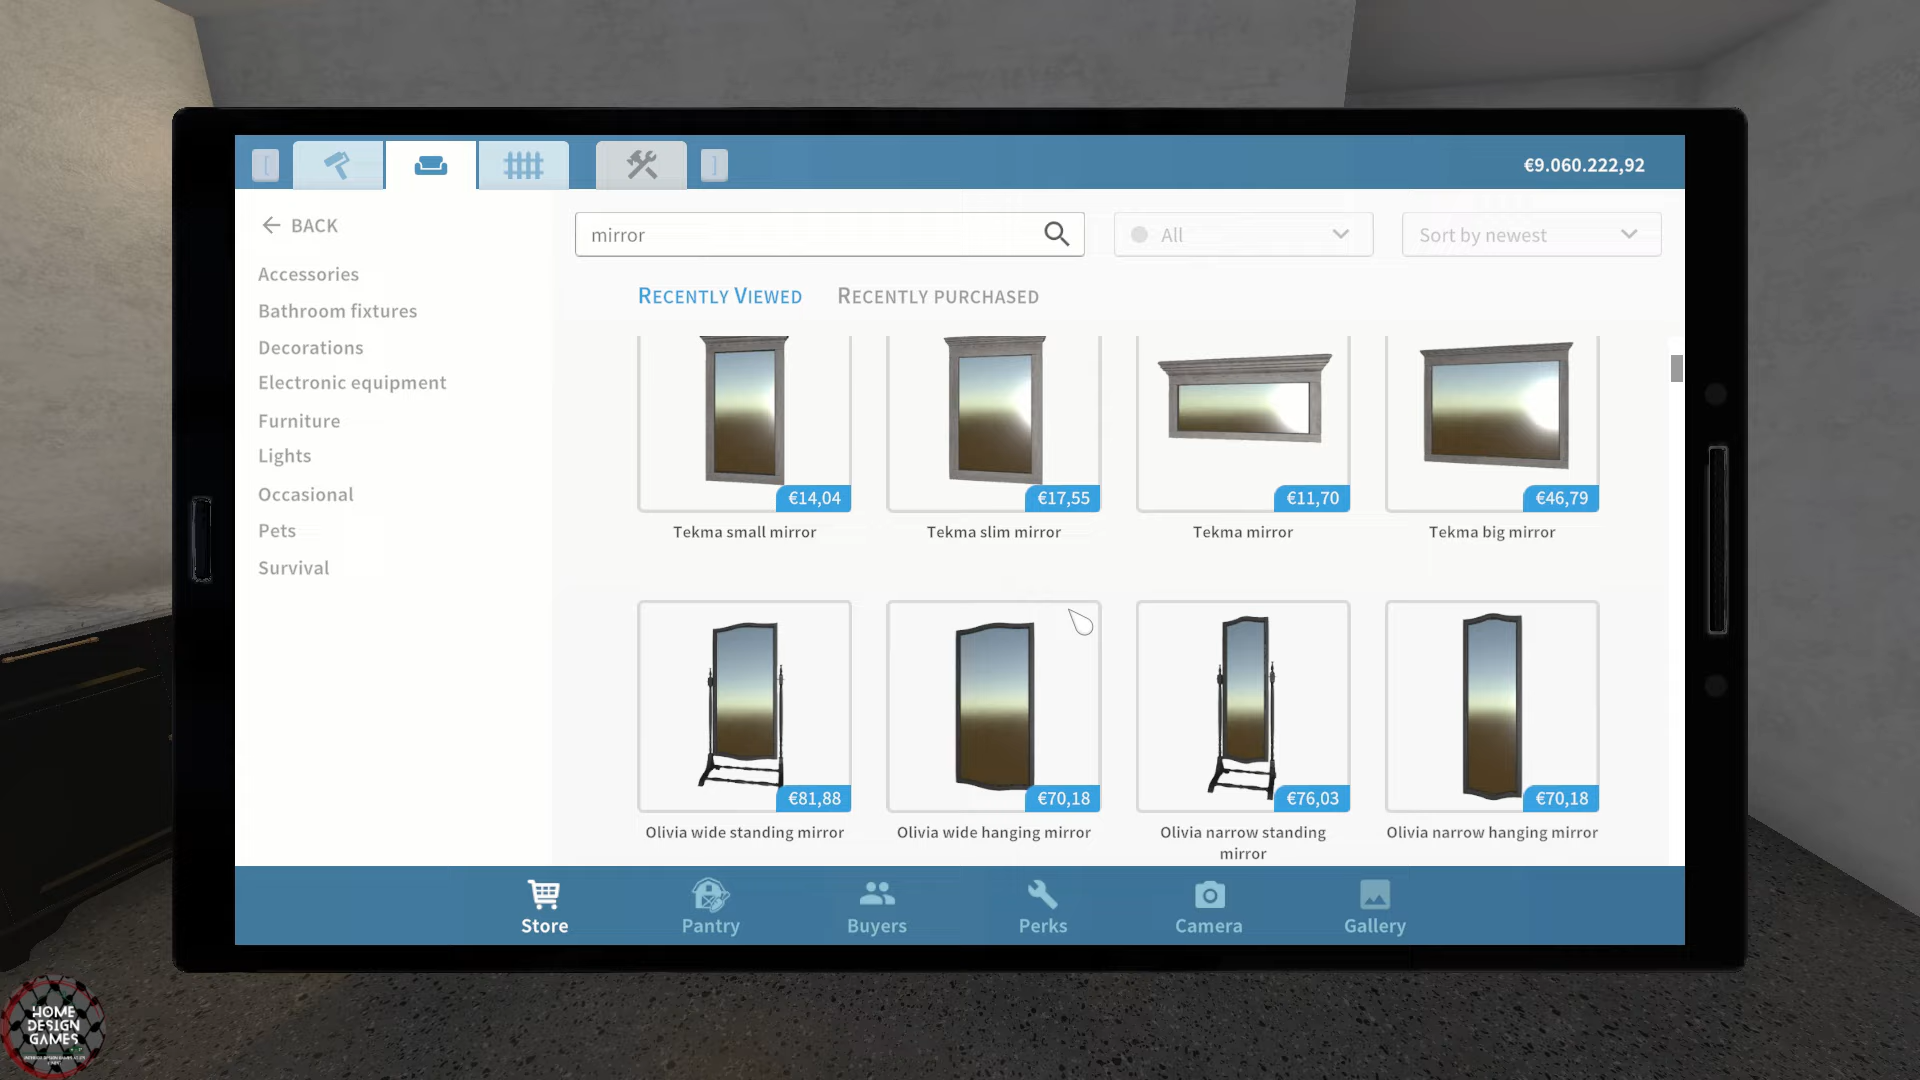 €9.060.222,92
BACK
mirror
All
Sort by newest
Accessories
Bathroom fixtures
Decorations
Electronic equipment
Furniture
Lights
Occasional
Pets
Survival
RECENTLY VIEWED
RECENTLY PURCHASED
€14,04
€17,55
€11,70
€46,79
Tekma small mirror
Tekma slim mirror
Tekma mirror
Tekma big mirror
€81,88
€70,18
€76,03
€70,18
Olivia wide standing mirror
Olivia wide hanging mirror
Olivia narrow standing
mirror
Olivia narrow hanging mirror
Store
Pantry
Buyers
Perks
Camera
Gallery
HOME
DESIGN
GAMES